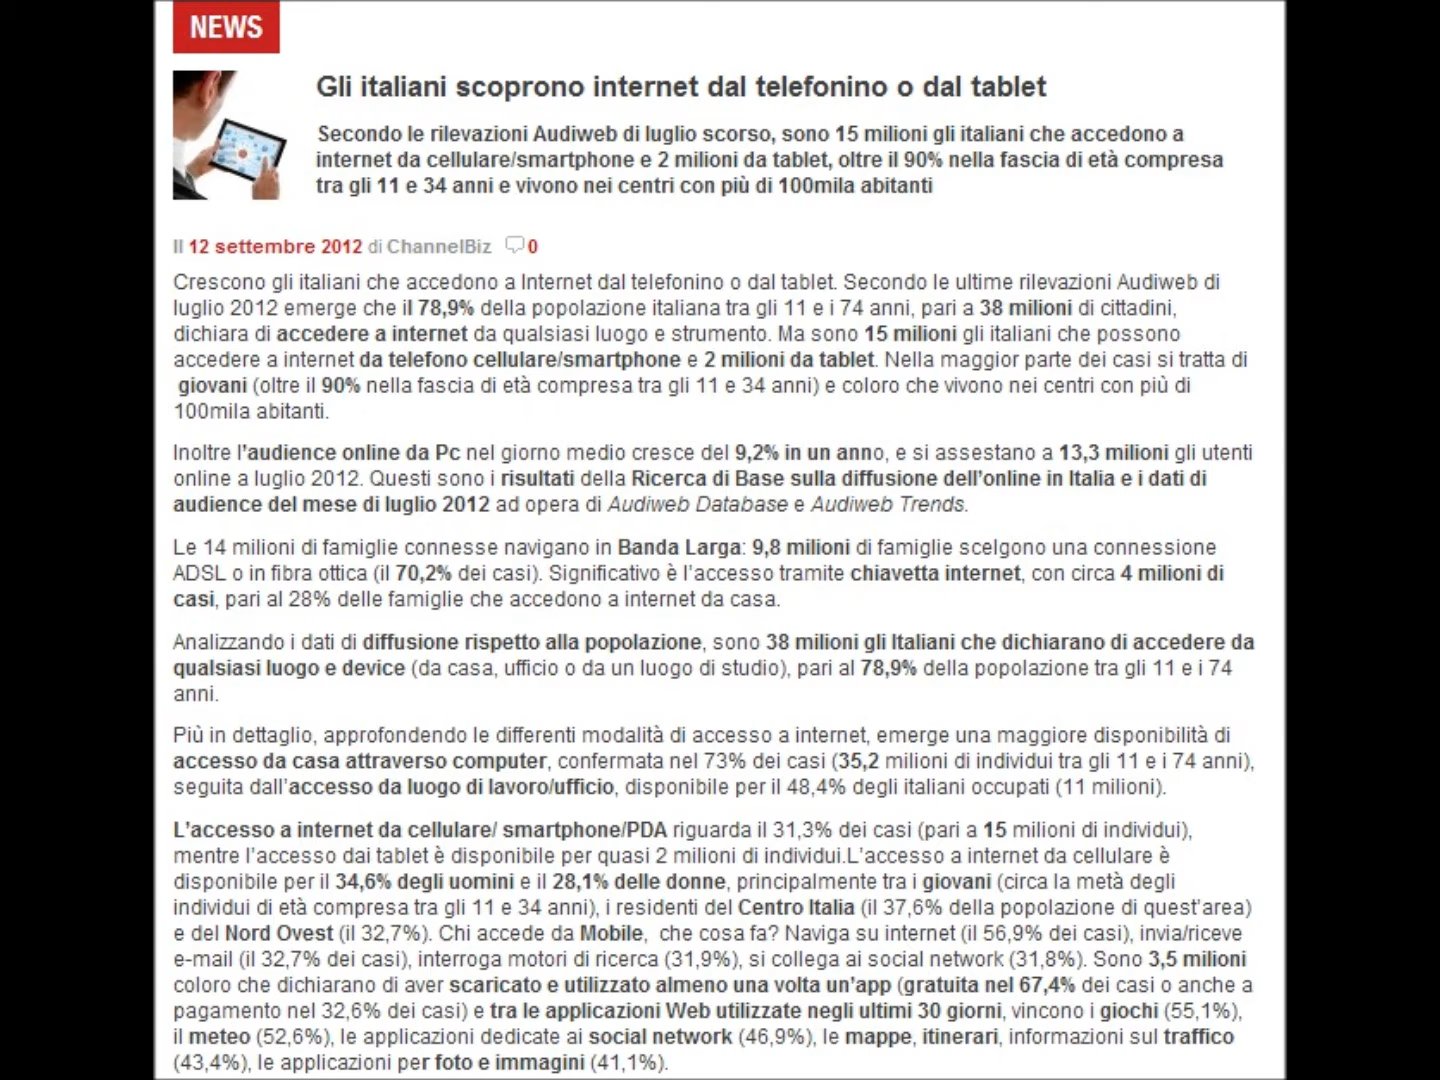 NEWS
Gli italiani scoprono internet dal telefonino o dal tablet
Secondo le rilevazioni Audiweb di luglio scorso, sono 15 milioni gli italiani che accedono a
internet da cellulare/smartphone e 2 milioni da tablet, oltre il 90% nella fascia di età compresa
tra gli 11 e 34 anni e vivono nei centri con più di 100mila abitanti
Il 12 settembre 2012 di ChannelBiz 0
Crescono gli italiani che accedono a Internet dal telefonino o dal tablet. Secondo le ultime rilevazioni Audiweb di
luglio 2012 emerge che il 78,9% della popolazione italiana tra gli 11 e i 74 anni, pari a 38 milioni di cittadini,
dichiara di accedere a internet da qualsiasi luogo e strumento. Ma sono 15 milioni gli italiani che possono
accedere a internet da telefono cellulare/smartphone e 2 milioni da tablet. Nella maggior parte dei casi si tratta di
giovani (oltre il 90% nella fascia di età compresa tra gli 11 e 34 anni) e coloro che vivono nei centri con più di
100mila abitanti.
Inoltre l'audience online da Pc nel giorno medio cresce del 9,2% in un anno, e si assestano a 13,3 milioni gli utenti
online a luglio 2012. Questi sono i risultati della Ricerca di Base sulla diffusione dell'online in Italia e i dati di
audience del mese di luglio 2012 ad opera di Audiweb Database e Audiweb Trends.
Le 14 milioni di famiglie connesse navigano in Banda Larga: 9,8 milioni di famiglie scelgono una connessione
ADSL o in fibra ottica (il 70,2% dei casi). Significativo è l'accesso tramite chiavetta internet, con circa 4 milioni di
casi, pari al 28% delle famiglie che accedono a internet da casa.
Analizzando i dati di diffusione rispetto alla popolazione, sono 38 milioni gli Italiani che dichiarano di accedere da
qualsiasi luogo e device (da casa, ufficio o da un luogo di studio), pari al 78,9% della popolazione tra gli 11 e i 74
anni.
Più in dettaglio, approfondendo le differenti modalità di accesso a internet, emerge una maggiore disponibilità di
accesso da casa attraverso computer, confermata nel 73% dei casi (35,2 milioni di individui tra gli 11 e i 74 anni),
seguita dall'accesso da luogo di lavoro/ufficio, disponibile per il 48,4% degli italiani occupati (11 milioni).
L'accesso a internet da cellulare/ smartphone/PDA riguarda il 31,3% dei casi (pari a 15 milioni di individui),
mentre l'accesso dai tablet è disponibile per quasi 2 milioni di individui.L'accesso a internet da cellulare è
disponibile per il 34,6% degli uomini e il 28,1% delle donne, principalmente tra i giovani (circa la metà degli
individui di età compresa tra gli 11 e 34 anni), i residenti del Centro Italia (il 37,6% della popolazione di quest'area)
e del Nord Ovest (il 32,7%). Chi accede da Mobile, che cosa fa? Naviga su internet (il 56,9% dei casi), invia/riceve
e-mail (il 32,7% dei casi), interroga motori di ricerca (31,9%), si collega ai social network (31,8%). Sono 3,5 milioni
coloro che dichiarano di aver scaricato e utilizzato almeno una volta un'app (gratuita nel 67,4% dei casi o anche a
pagamento nel 32,6% dei casi) e tra le applicazioni Web utilizzate negli ultimi 30 giorni, vincono i giochi (55,1%),
il meteo (52,6%), le applicazioni dedicate ai social network (46,9%), le mappe, itinerari, informazioni sul traffico
(43,4%), le applicazioni per foto e immagini (41,1%).